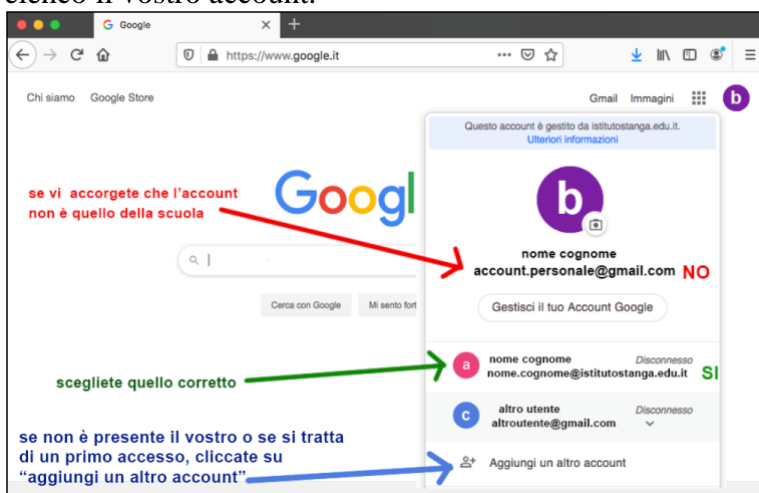 elenco il vostro account.
Google
https://www.google.it
Chi siamo Google Store
Gmail Immagini b
Questo account è gestito da istitutostanga.edu.it.
Ulteriori informazioni
se vi accorgete che l'account
non è quello della scuola
Googl
b
nome cognome
account.personale@gmail.com NO
Cerca con Google Mi sento fort
Gestisci il tuo Account Google
scegliete quello corretto
a nome cognome Disconnesso
nome.cognome@istitutostanga.edu.it SI
c altro utente Disconnesso
altroutente@gmail.com
se non è presente il vostro o se si tratta
di un primo accesso, cliccate su
“aggiungi un altro account”
Aggiungi un altro account